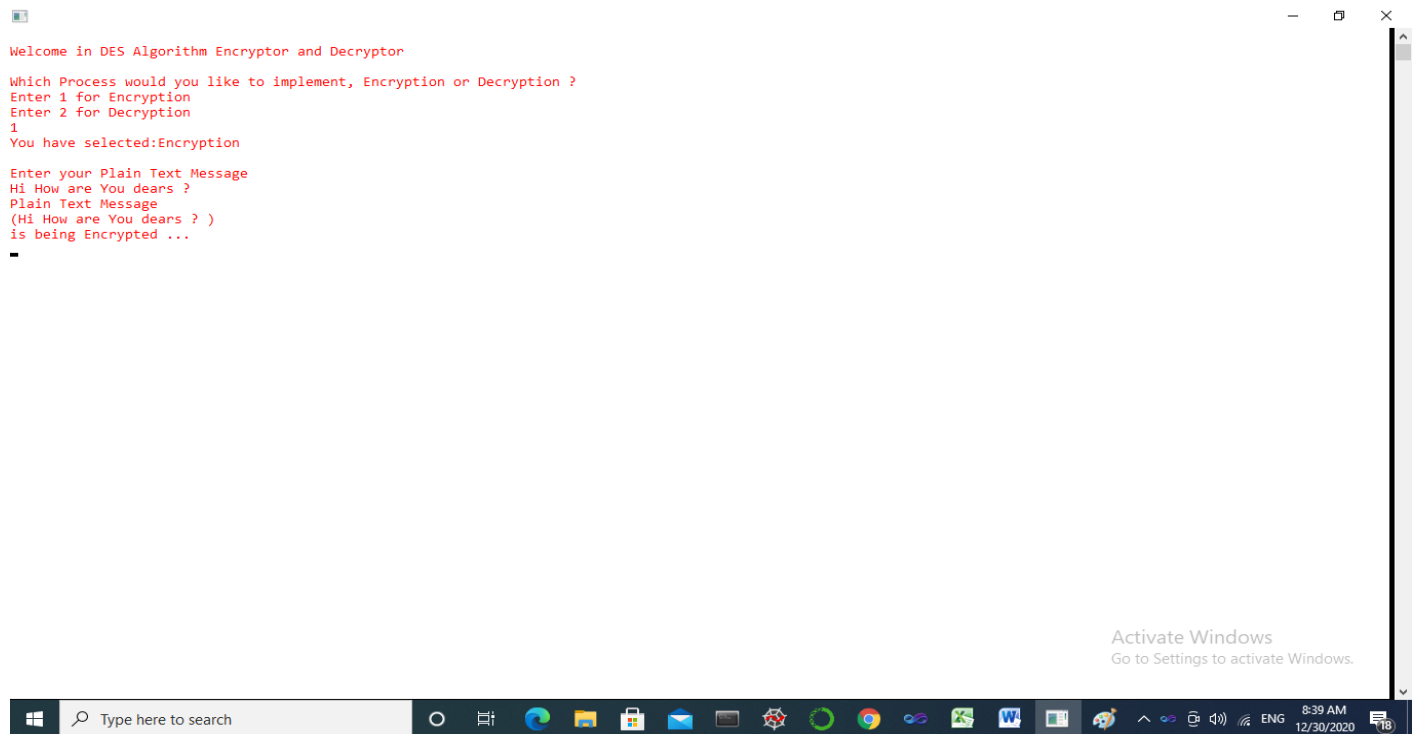 Welcome in DES Algorithm Encryptor and Decryptor
Which Process would you like to implement, Encryption or Decryption ?
Enter 1 for Encryption
Enter 2 for Decryption
1
You have selected:Encryption
Enter your Plain Text Message
Hi How are You dears ?
Plain Text Message
(Hi How are You dears ? )
is being Encrypted ...
Activate Windows
Go to Settings to activate Windows.
Type here to search
ENG
8:39 AM
12/30/2020
18